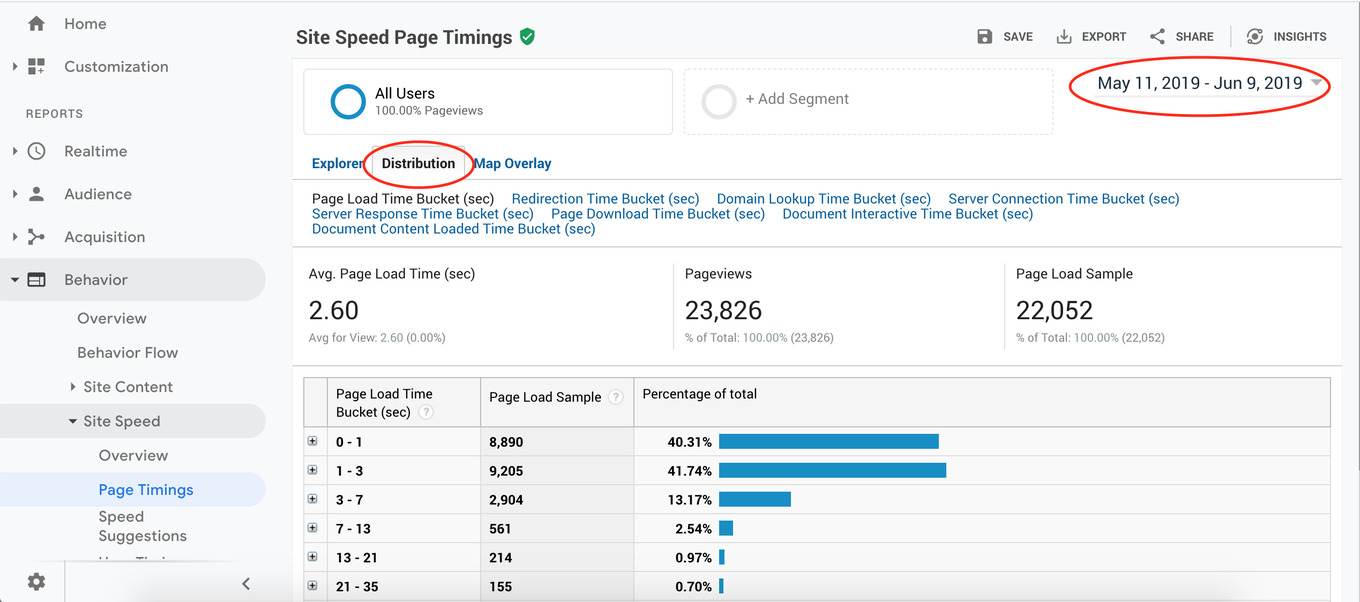 Home
Customization
REPORTS
Realtime
Audience
Acquisition
Behavior
Overview
Behavior Flow
Site Content
Site Speed
Overview
Page Timings
Speed
Suggestions
Site Speed Page Timings
SAVE
EXPORT
SHARE
INSIGHTS
All Users
100.00% Pageviews
+ Add Segment
May 11, 2019 - Jun 9, 2019
Explorer
Distribution
Map Overlay
Page Load Time Bucket (sec) Redirection Time Bucket (sec) Domain Lookup Time Bucket (sec) Server Connection Time Bucket (sec)
Server Response Time Bucket (sec) Page Download Time Bucket (sec) Document Interactive Time Bucket (sec)
Document Content Loaded Time Bucket (sec)
Avg. Page Load Time (sec)
2.60
Avg for View: 2.60 (0.00%)
Pageviews
23,826
% of Total: 100.00% (23,826)
Page Load Sample
22,052
% of Total: 100.00% (22,052)
Page Load Time
Bucket (sec) ?
Page Load Sample ?
Percentage of total
0 - 1 8,890 40.31%
1 - 3 9,205 41.74%
3 - 7 2,904 13.17%
7 - 13 561 2.54%
13 - 21 214 0.97%
21 - 35 155 0.70%